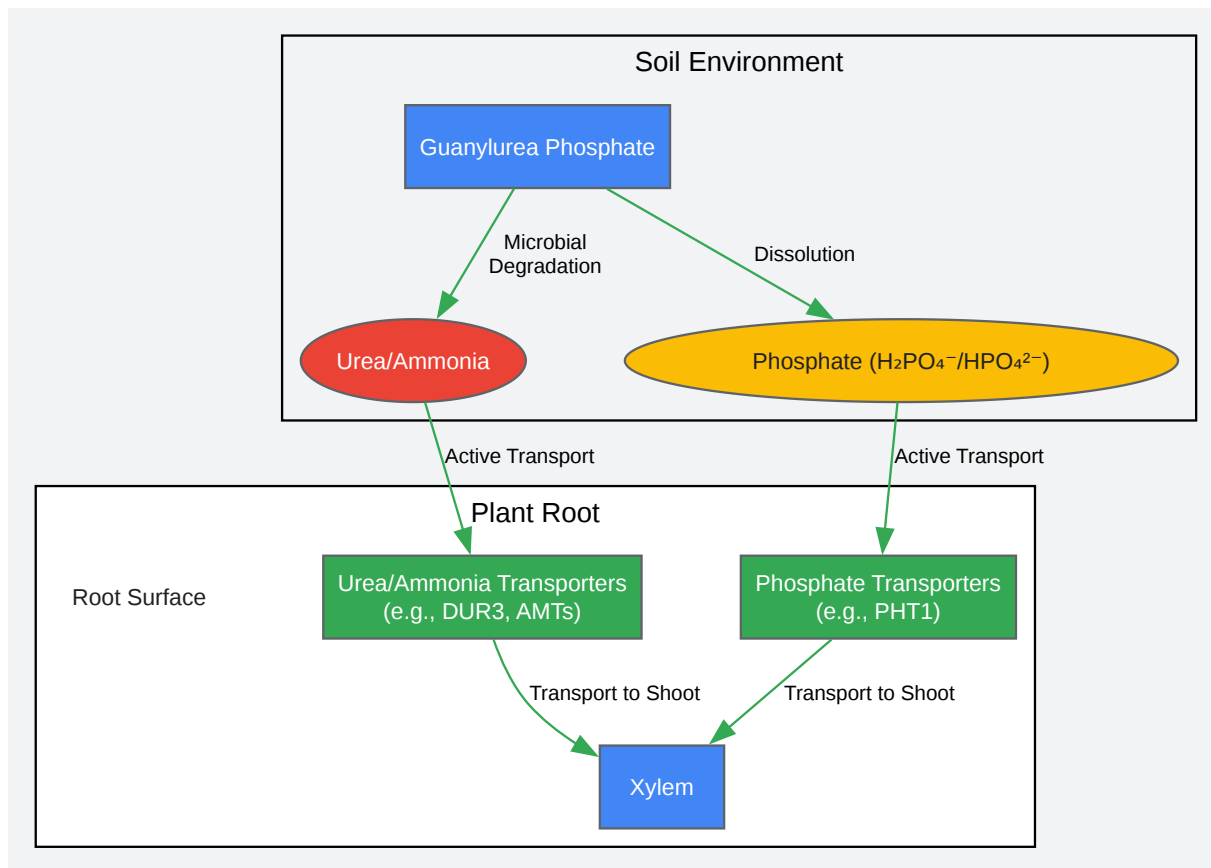 Soil Environment
Guanylurea Phosphate
Microbial
Degradation
Dissolution
Urea/Ammonia
Phosphate (H₂PO₄⁻/HPO₄²⁻)
Active Transport
Active Transport
Plant Root
Root Surface
Urea/Ammonia Transporters
(e.g., DUR3, AMTs)
Phosphate Transporters
(e.g., PHT1)
Transport to Shoot
Transport to Shoot
Xylem